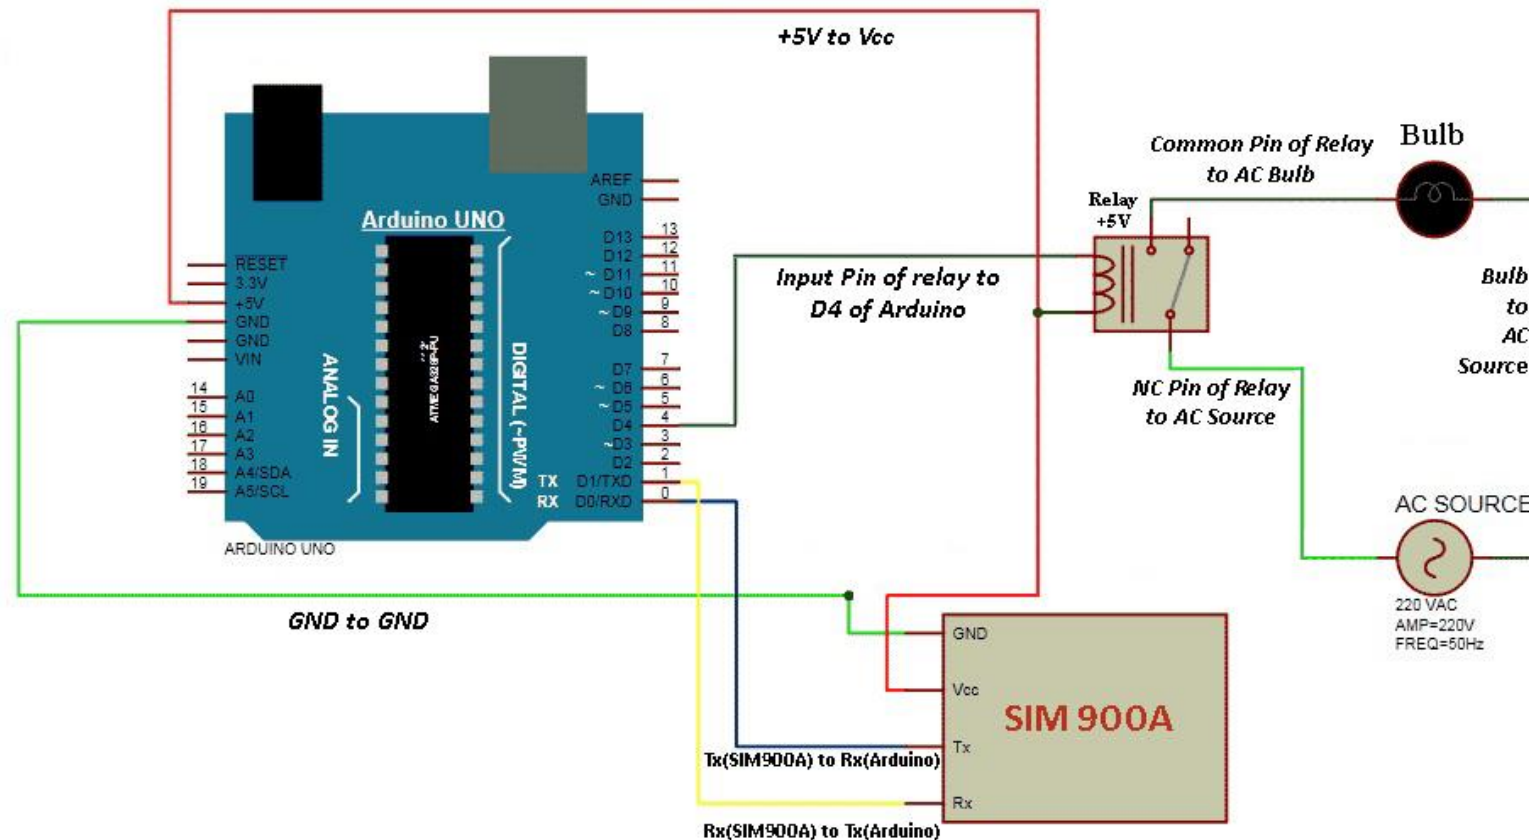 +5V to Vcc
Bulb
Common Pin of Relay
to AC Bulb
Relay
+5V
Input Pin of relay to
D4 of Arduino
Bulb
to
AC
Source
NC Pin of Relay
to AC Source
AC SOURCE
220 VAC
AMP=220V
FREQ=50Hz
Arduino UNO
RESET
3.3V
+5V
GND
GND
VIN
14 A0
15 A1
16 A2
17 A3
18 A4/SDA
19 A5/SCL
ANALOG IN
ATMEGA328P-PU
DIGITAL (~PWM)
AREF
GND
D13 13
D12 12
~ D11 11
~ D10 10
~ D9 9
D8 8
D7 7
~ D6 6
~ D5 5
D4 4
~ D3 3
D2 2
TX D1/TXD 1
RX D0/RXD 0
ARDUINO UNO
GND to GND
GND
Vcc
SIM 900A
Tx
Rx
Tx(SIM900A) to Rx(Arduino)
Rx(SIM900A) to Tx(Arduino)